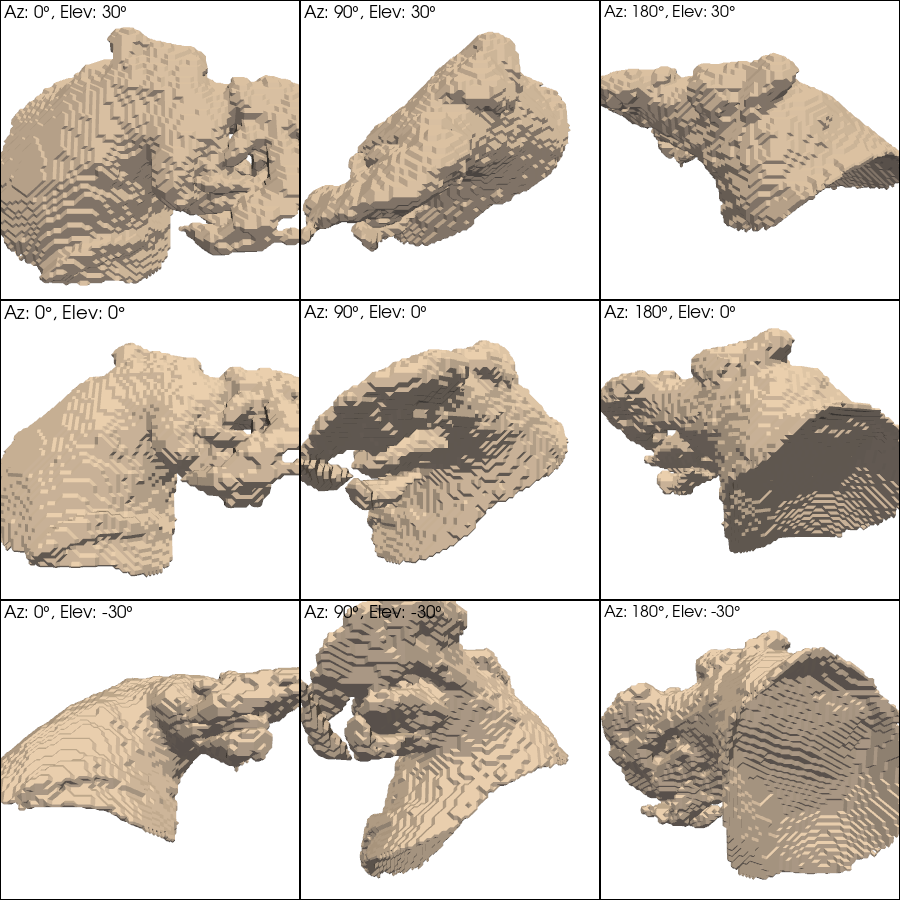 Az: 0°, Elev: 30°
Az: 90°, Elev: 30°
Az: 180°, Elev: 30°
Az: 0°, Elev: 0°
Az: 90°, Elev: 0°
Az: 180°, Elev: 0°
Az: 0°, Elev: -30°
Az: 90°, Elev: -30°
Az: 180°, Elev: -30°